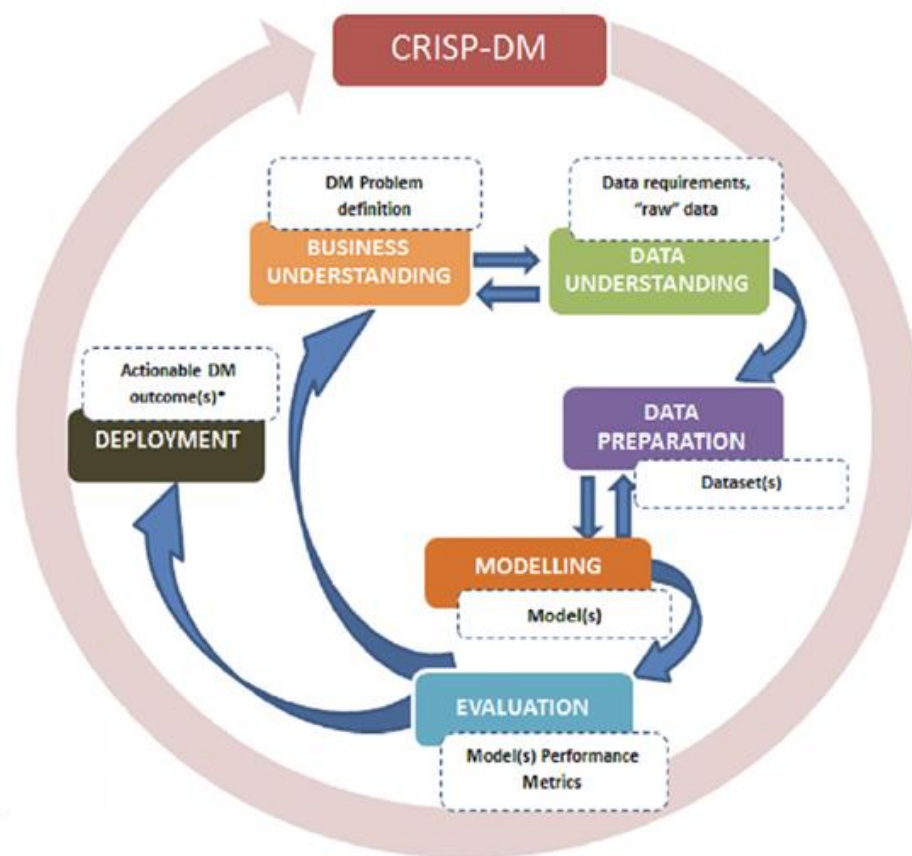 CRISP-DM
DM Problem
definition
BUSINESS
UNDERSTANDING
Data requirements,
"raw" data
DATA
UNDERSTANDING
Actionable DM
outcome(s)*
DEPLOYMENT
DATA
PREPARATION
Dataset(s)
MODELLING
Model(s)
EVALUATION
Model(s) Performance
Metrics